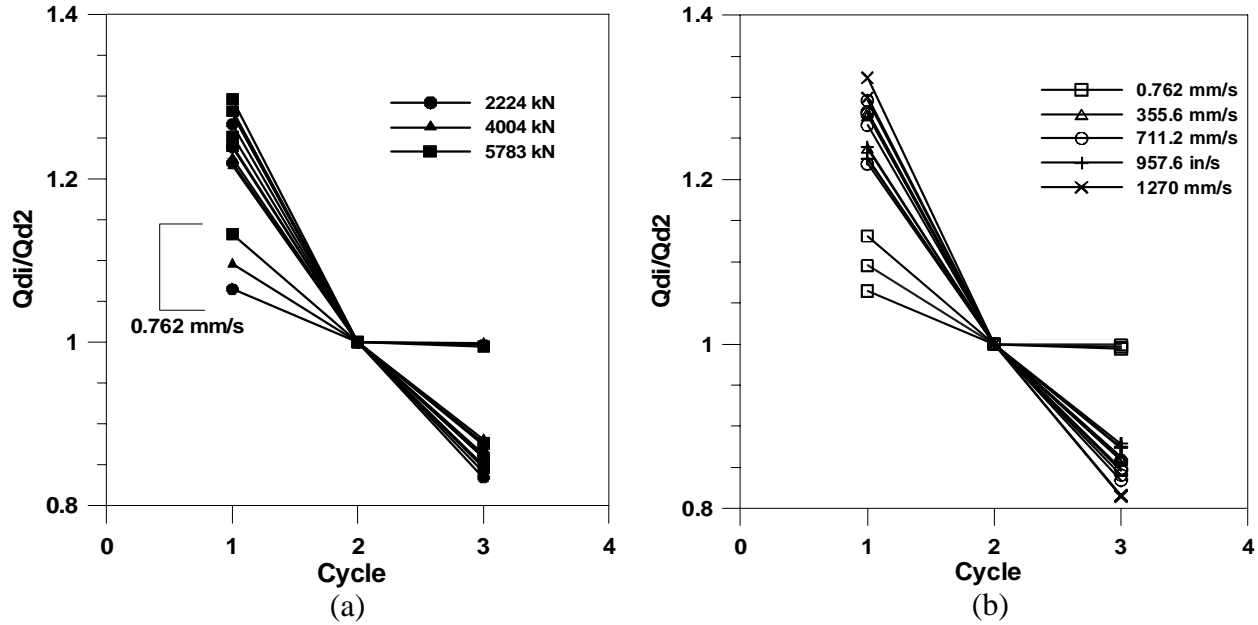 1.4
1.2
1
0.8
Qdi/Qd2
2224 kN
4004 kN
5783 kN
0.762 mm/s
0
1
2
3
4
Cycle
(a)
1.4
1.2
1
0.8
Qdi/Qd2
0.762 mm/s
355.6 mm/s
711.2 mm/s
957.6 in/s
1270 mm/s
0
1
2
3
4
Cycle
(b)